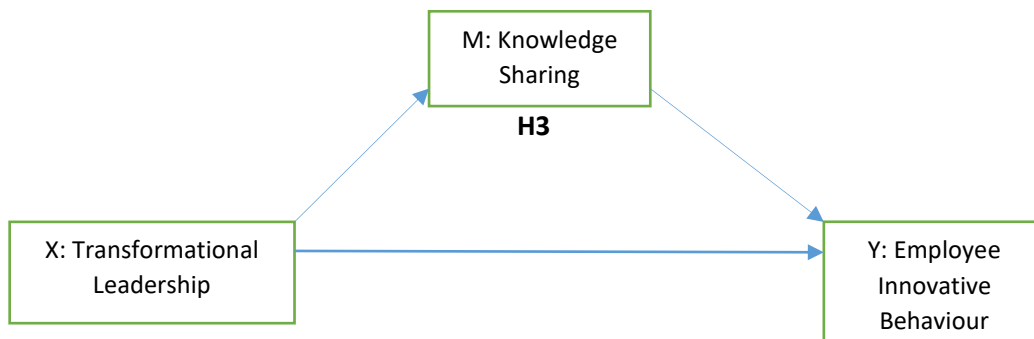 M: Knowledge
Sharing
H3
X: Transformational
Leadership
Y: Employee
Innovative
Behaviour